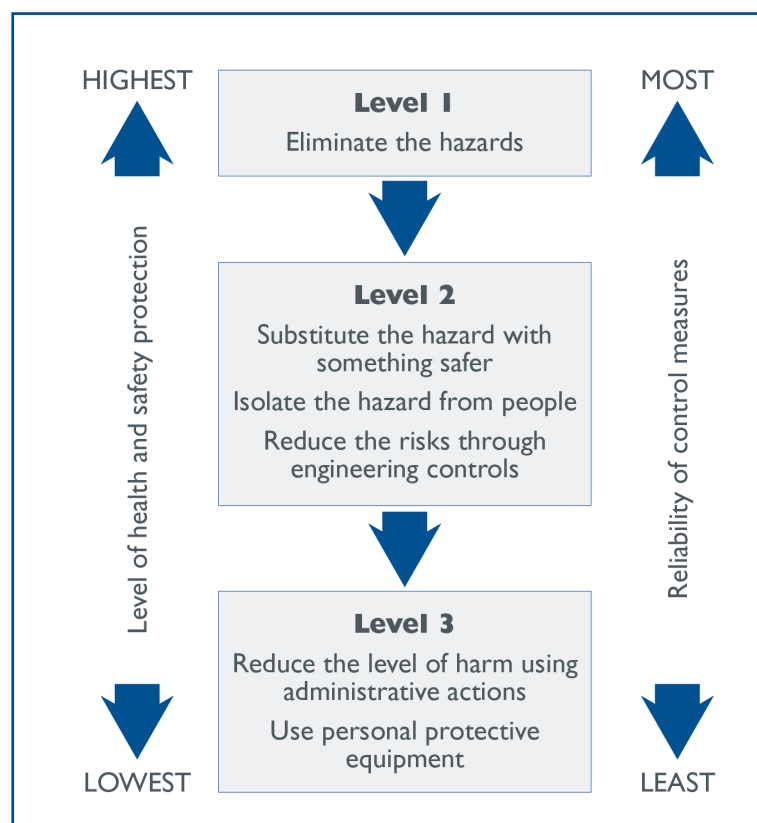 HIGHEST
MOST
Level 1
Eliminate the hazards
Level 2
Substitute the hazard with
something safer
Isolate the hazard from people
Reduce the risks through
engineering controls
Level of health and safety protection
Reliability of control measures
Level 3
Reduce the level of harm using
administrative actions
Use personal protective
equipment
LOWEST
LEAST